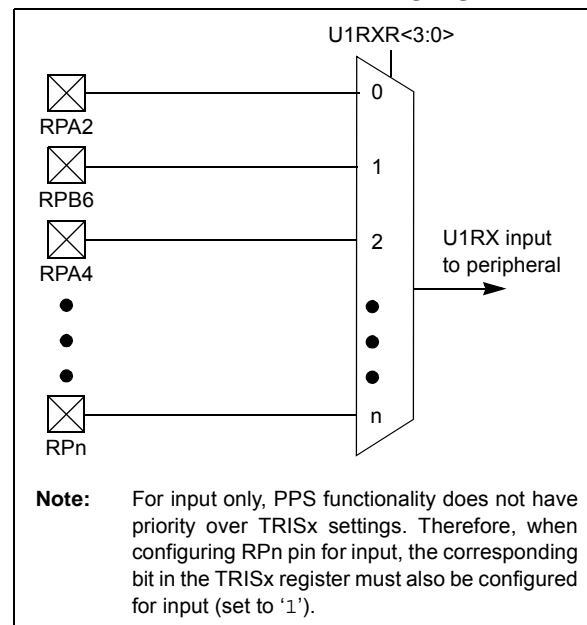 U1RXR<3:0>
0
RPA2
1
RPB6
2
RPA4
U1RX input
to peripheral
n
RPn
Note: For input only, PPS functionality does not have
priority over TRISx settings. Therefore, when
configuring RPn pin for input, the corresponding
bit in the TRISx register must also be configured
for input (set to ‘1’).